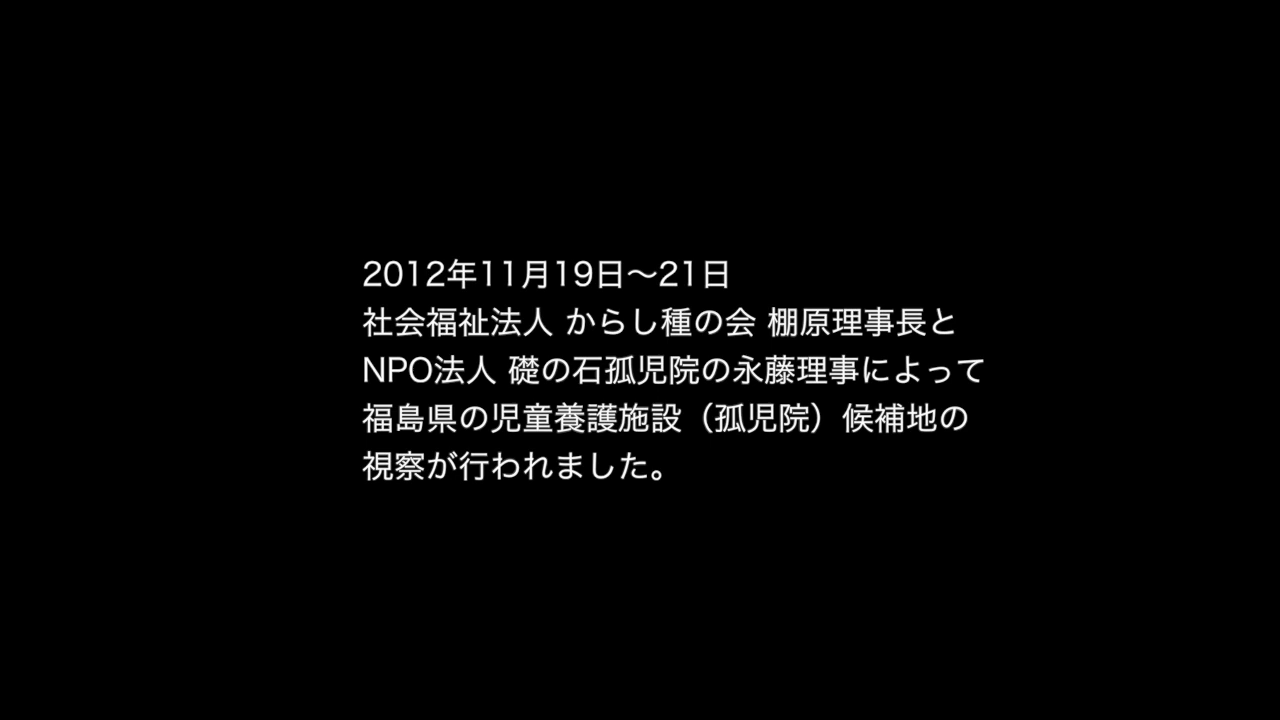 2012年11月19日〜21日
社会福祉法人 からし種の会 棚原理事長と
NPO法人 礎の石孤児院の永藤理事によって
福島県の児童養護施設（孤児院）候補地の
視察が行われました。